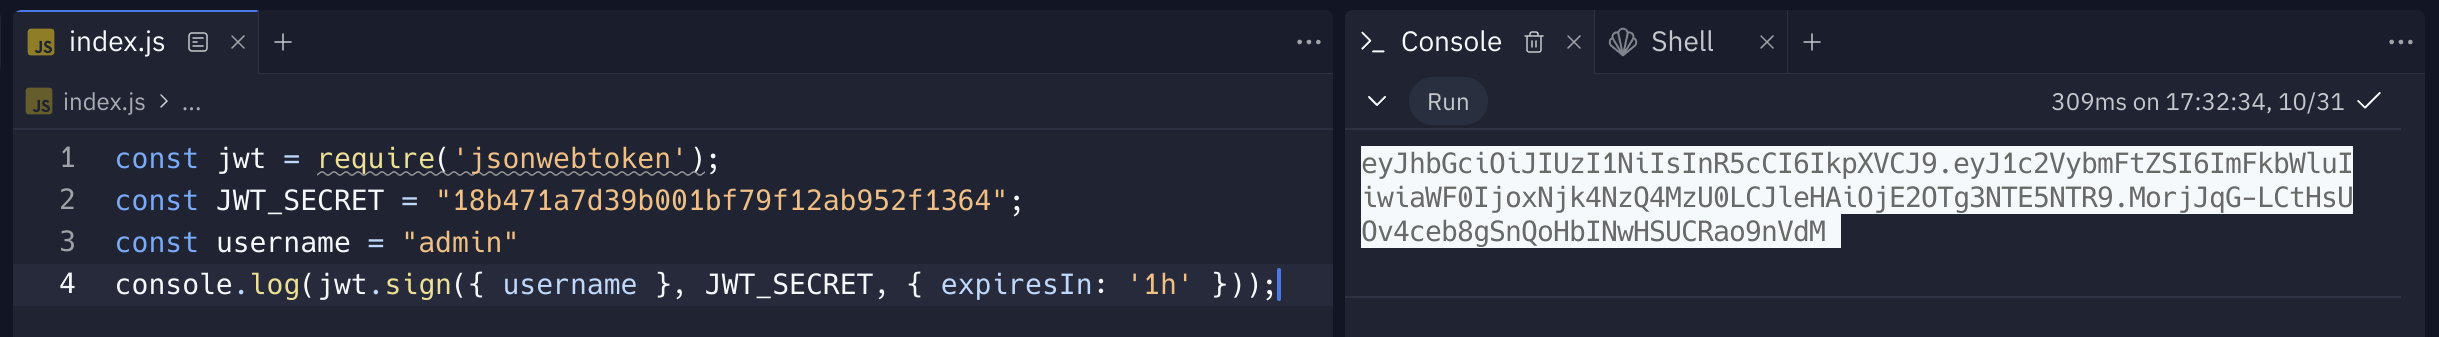 index.js
Console
Shell
index.js > ...
Run
309ms on 17:32:34, 10/31
1 const jwt = require('jsonwebtoken');
2 const JWT_SECRET = "18b471a7d39b001bf79f12ab952f1364";
3 const username = "admin"
4 console.log(jwt.sign({ username }, JWT_SECRET, { expiresIn: '1h' }));
eyJhbGciOiJIUzI1NiIsInR5cCI6IkpXVCJ9.eyJ1c2VybmFtZSI6ImFkbWluI
iwiaWF0IjoxNjk4NzQ4MzU0LCJleHAiOjE2OTg3NTE5NTR9.MorjJqG-LCtHsU
Ov4ceb8gSnQoHbINwHSUCRao9nVdM